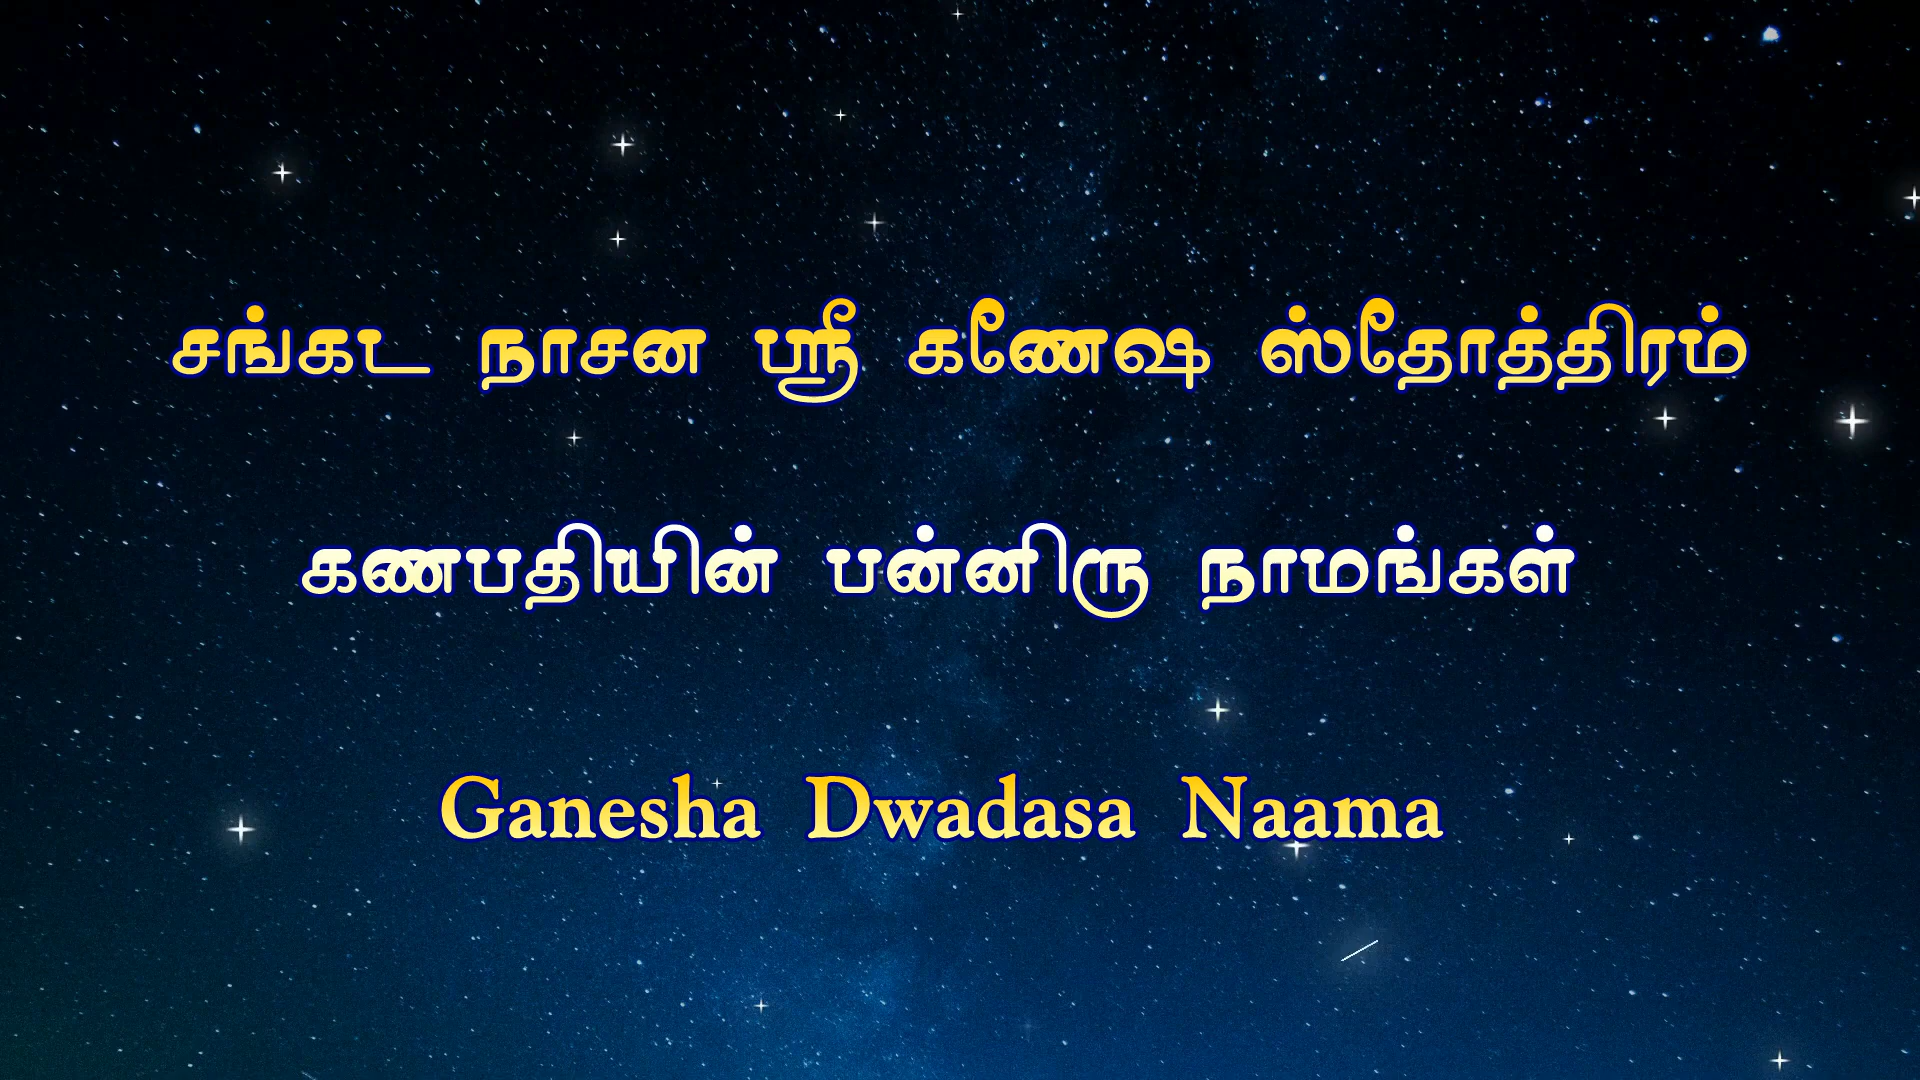 சங்கட நாசன ஸ்ரீ கணேஷ ஸ்தோத்திரம்
கணபதியின் பன்னிரு நாமங்கள்
Ganesha Dwadasa Naama